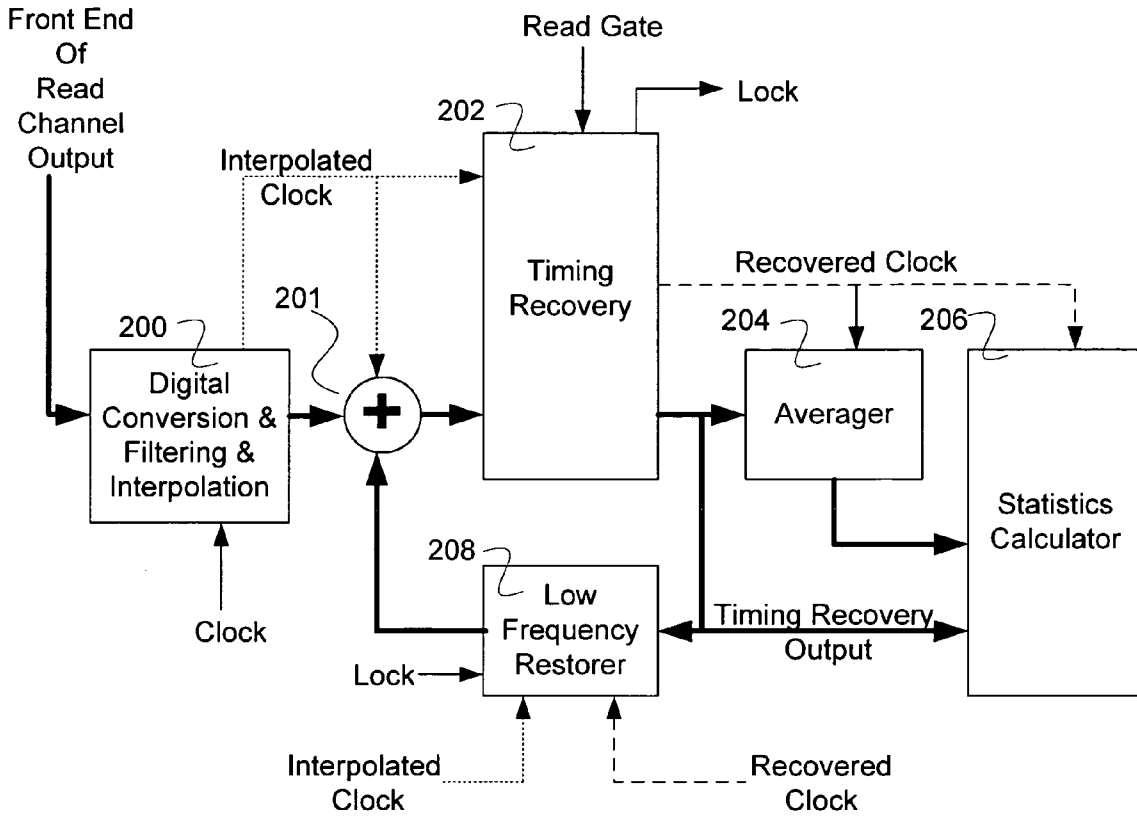 Front End
Of
Read
Channel
Output
Read Gate
Lock
202
Interpolated
Clock
Timing
Recovery
Recovered Clock
201
200
204
206
Digital
Conversion &
Filtering &
Interpolation
+
Averager
Statistics
Calculator
208
Low
Frequency
Restorer
Timing Recovery
Output
Clock
Lock
Interpolated
Clock
Recovered
Clock